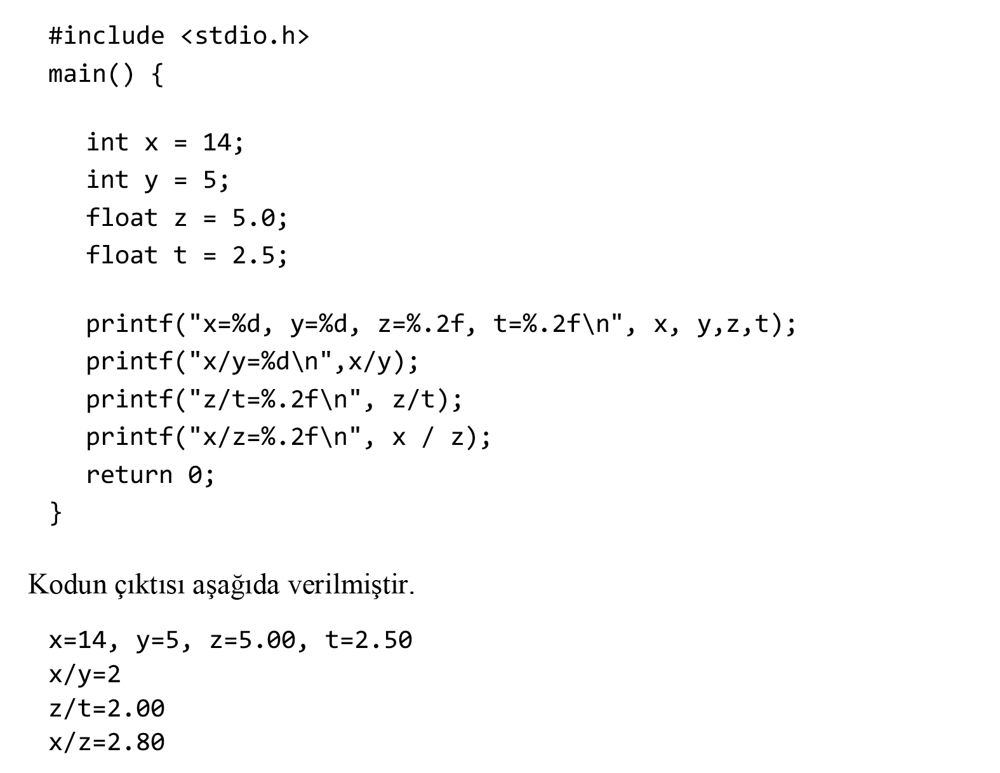 #include <stdio.h>
main() {
int x = 14;
int y = 5;
float z = 5.0;
float t = 2.5;
printf("x=%d, y=%d, z=%.2f, t=%.2f\n", x, y,z,t);
printf("x/y=%d\n",x/y);
printf("z/t=%.2f\n", z/t);
printf("x/z=%.2f\n", x / z);
return 0;
}
Kodun çıktısı aşağıda verilmiştir.
x=14, y=5, z=5.00, t=2.50
x/y=2
z/t=2.00
x/z=2.80